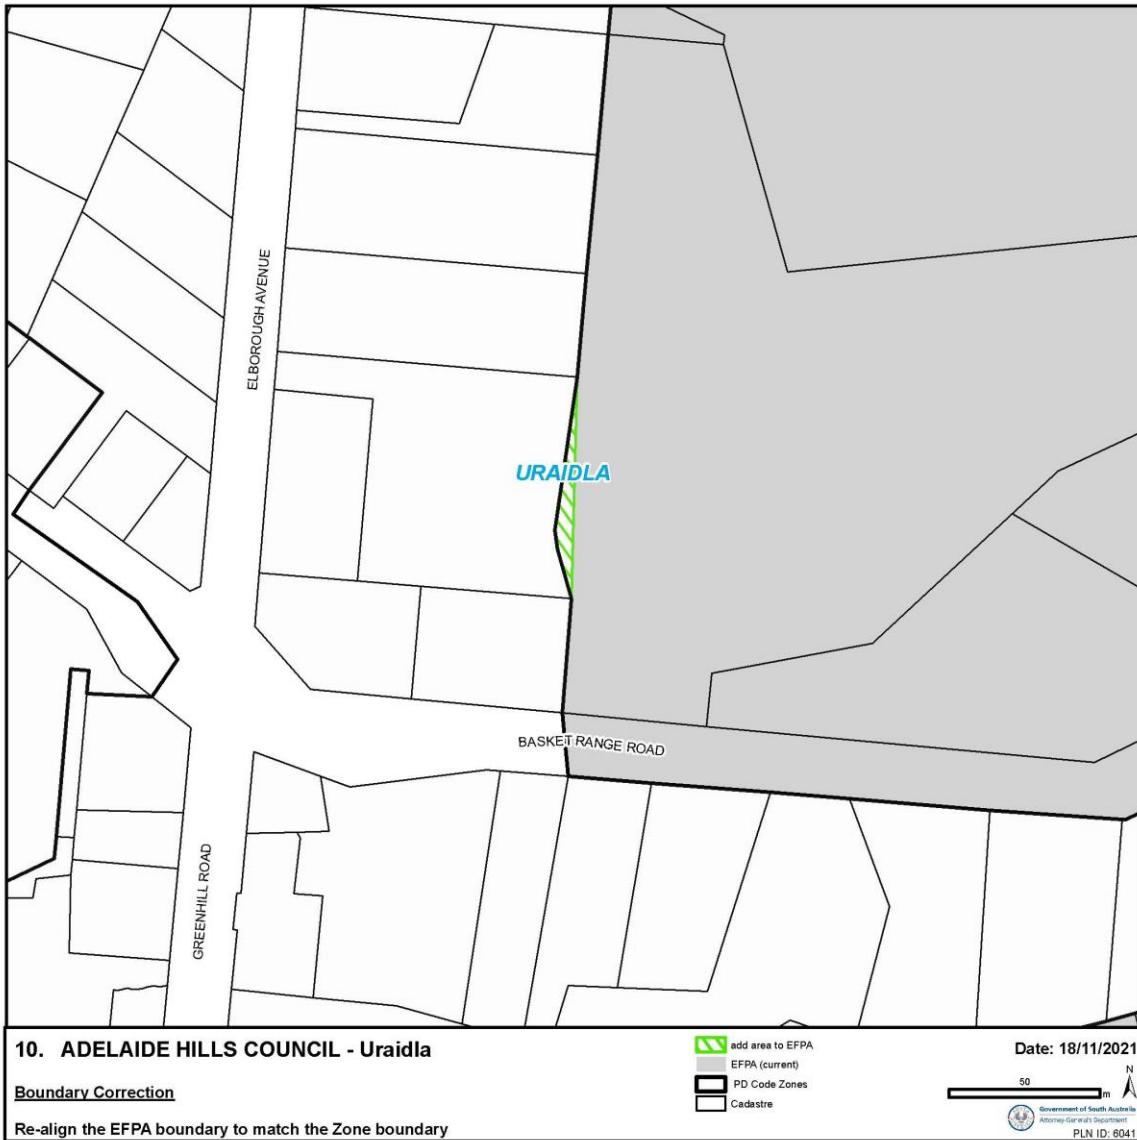 ELBOROUGH AVENUE
URAIDLA
BASKET RANGE ROAD
GREENHILL ROAD
10. ADELAIDE HILLS COUNCIL - Uraidla
Boundary Correction
Re-align the EFPA boundary to match the Zone boundary
add area to EFPA
EFPA (current)
PD Code Zones
Cadastre
Date: 18/11/2021
N
50
m
Government of South Australia
Attorney-General's Department
PLN ID: 6041